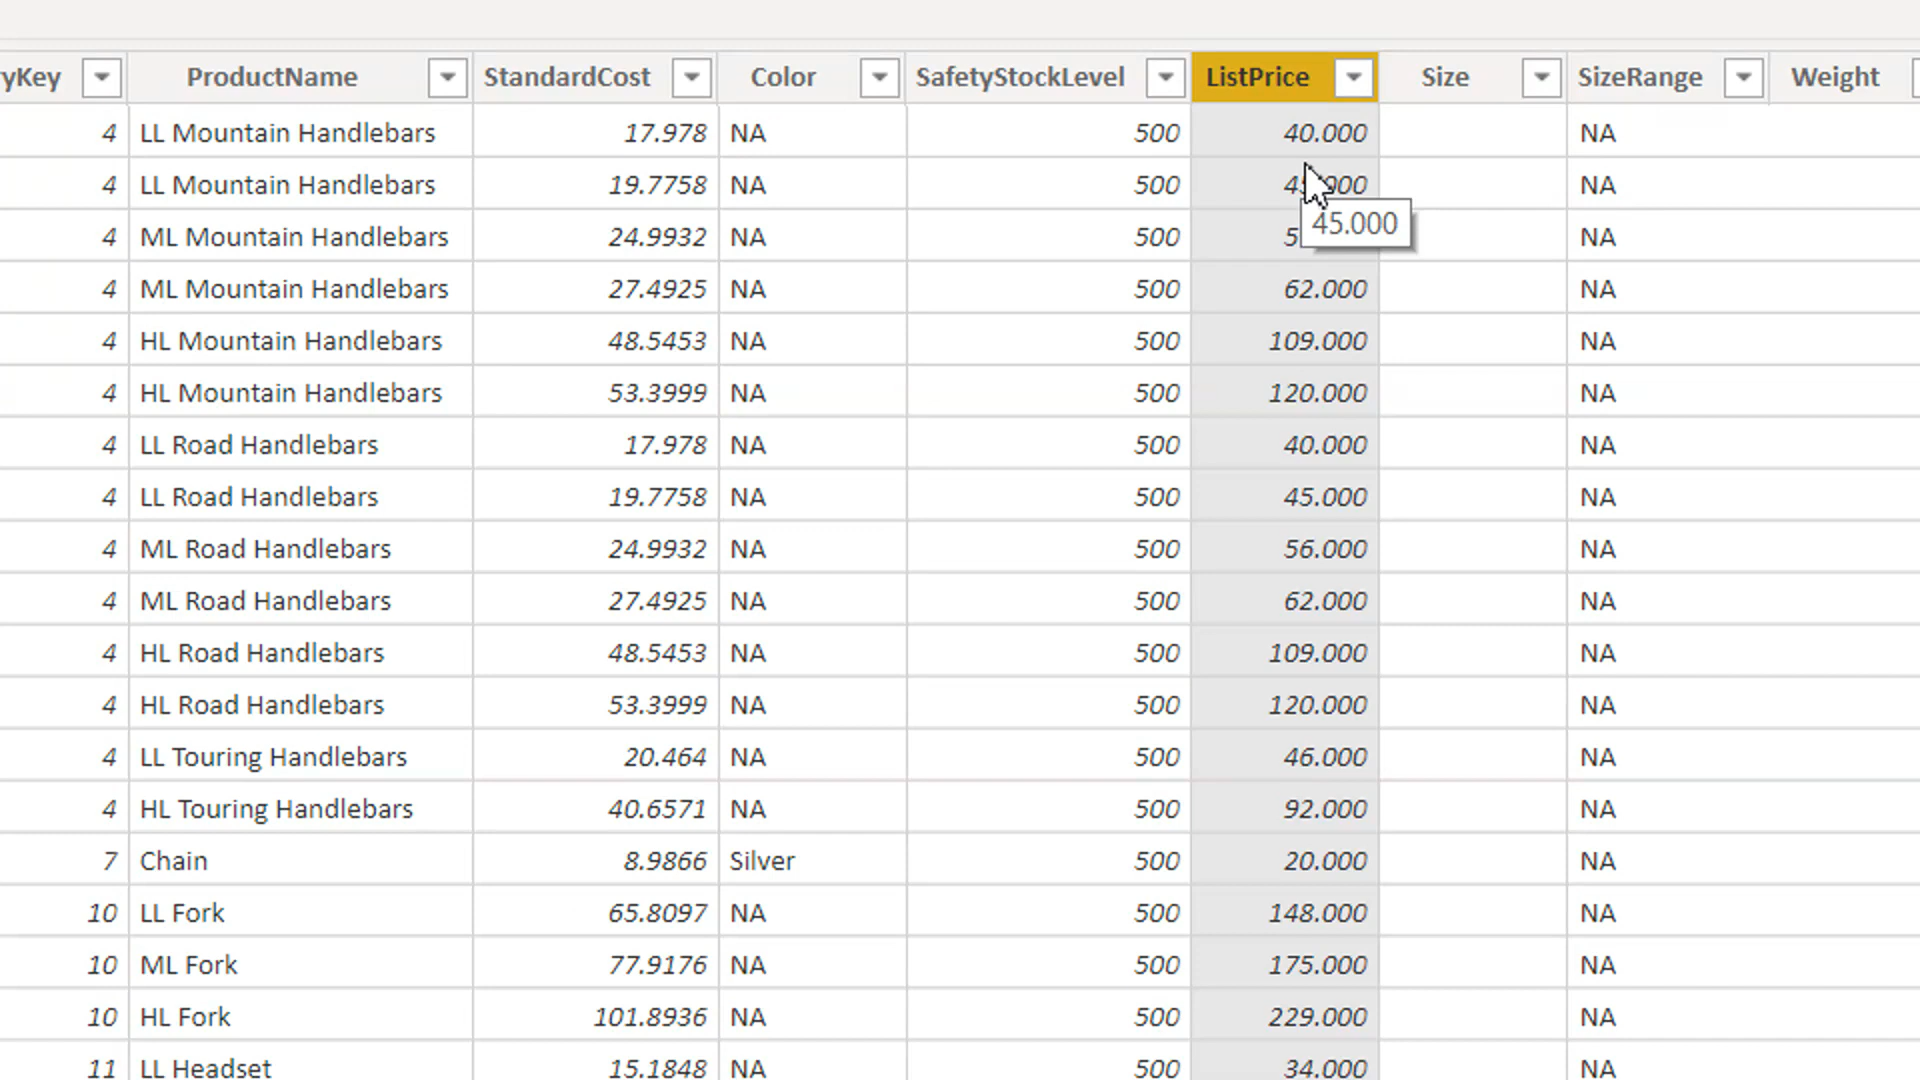 yKey ProductName StandardCost Color SafetyStockLevel ListPrice Size SizeRange Weight
4 LL Mountain Handlebars 17.978 NA 500 40.000 NA
4 LL Mountain Handlebars 19.7758 NA 500 NA
45.000
4 ML Mountain Handlebars 24.9932 NA 500 NA
4 ML Mountain Handlebars 27.4925 NA 500 62.000 NA
4 HL Mountain Handlebars 48.5453 NA 500 109.000 NA
4 HL Mountain Handlebars 53.3999 NA 500 120.000 NA
4 LL Road Handlebars 17.978 NA 500 40.000 NA
4 LL Road Handlebars 19.7758 NA 500 45.000 NA
4 ML Road Handlebars 24.9932 NA 500 56.000 NA
4 ML Road Handlebars 27.4925 NA 500 62.000 NA
4 HL Road Handlebars 48.5453 NA 500 109.000 NA
4 HL Road Handlebars 53.3999 NA 500 120.000 NA
4 LL Touring Handlebars 20.464 NA 500 46.000 NA
4 HL Touring Handlebars 40.6571 NA 500 92.000 NA
7 Chain 8.9866 Silver 500 20.000 NA
10 LL Fork 65.8097 NA 500 148.000 NA
10 ML Fork 77.9176 NA 500 175.000 NA
10 HL Fork 101.8936 NA 500 229.000 NA
11 LL Headset 15.1848 NA 500 34.000 NA